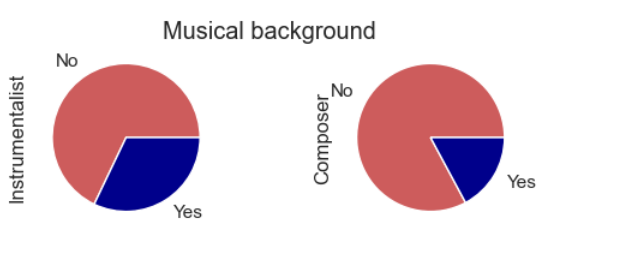 Musical background
Instrumentalist
No
Yes
Composer
No
Yes